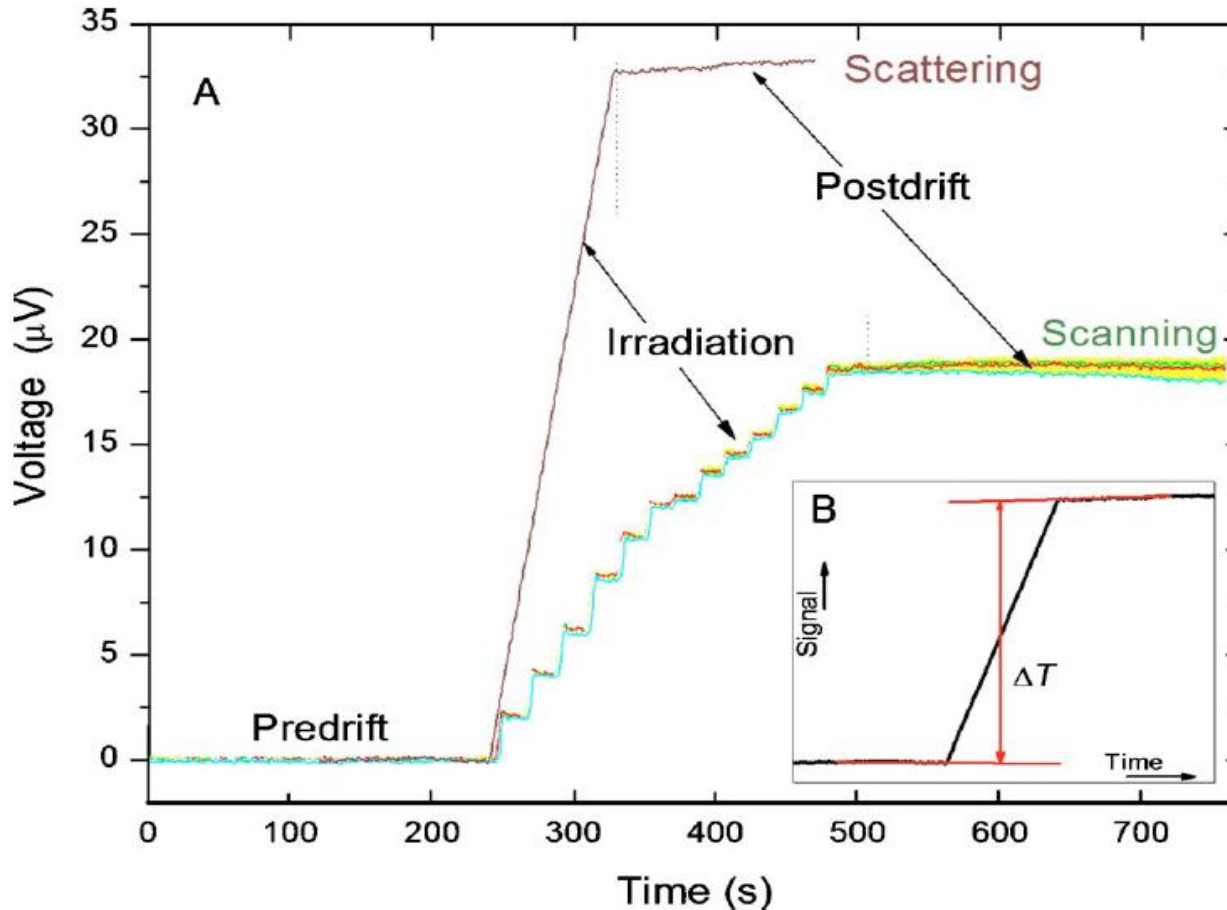 A
Scattering
Postdrift
Irradiation
Scanning
Predrift
35
30
25
20
15
10
5
0
Voltage (µV)
0 100 200 300 400 500 600 700
Time (s)
B
Signal
ΔT
Time